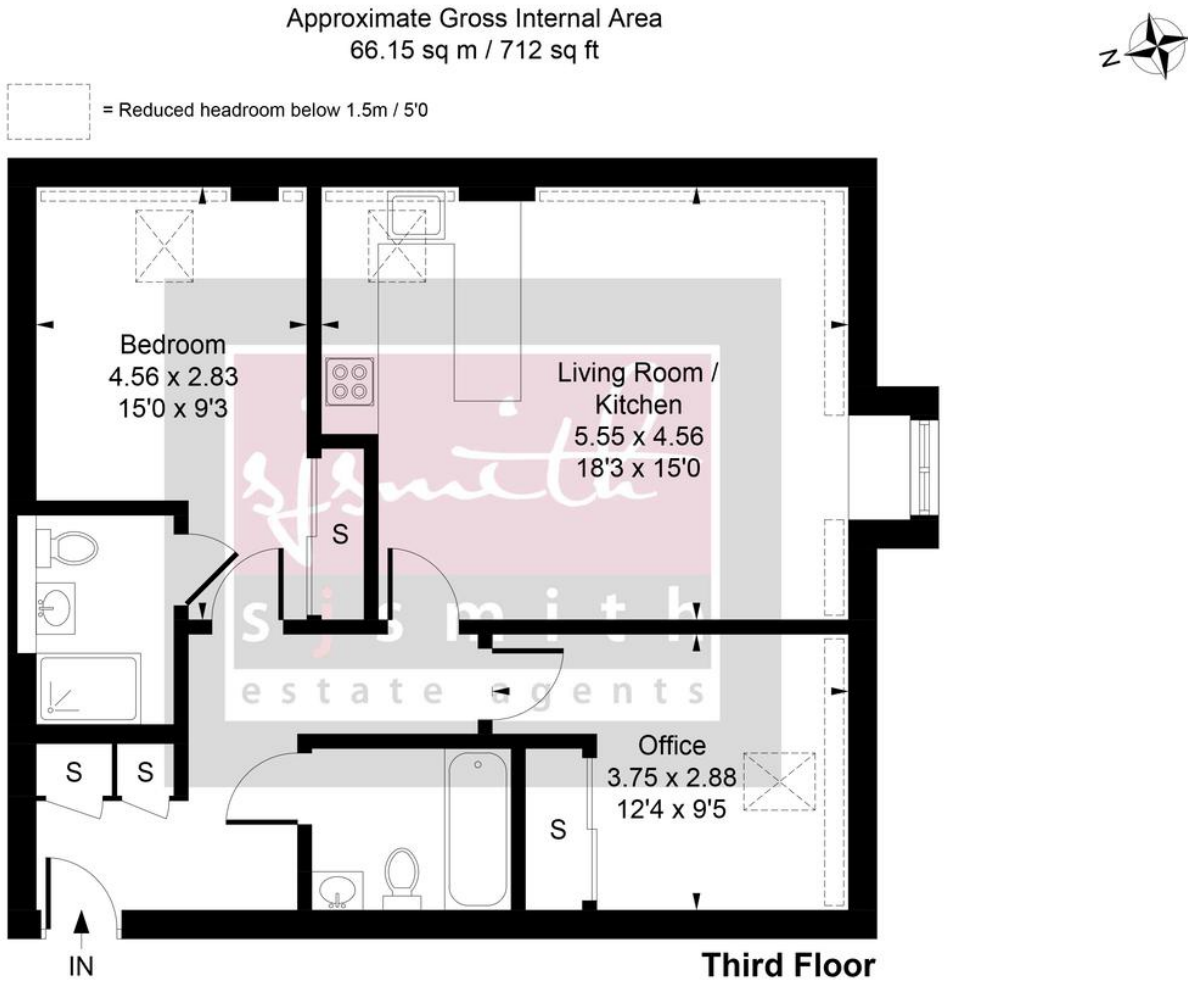 Approximate Gross Internal Area
66.15 sq m / 712 sq ft
N
= Reduced headroom below 1.5m / 5'0
Bedroom
4.56 x 2.83
15'0 x 9'3
Living Room /
Kitchen
5.55 x 4.56
18'3 x 15'0
sjsmith
S
sjsmith
estate agents
S
S
Office
3.75 x 2.88
12'4 x 9'5
S
IN
Third Floor